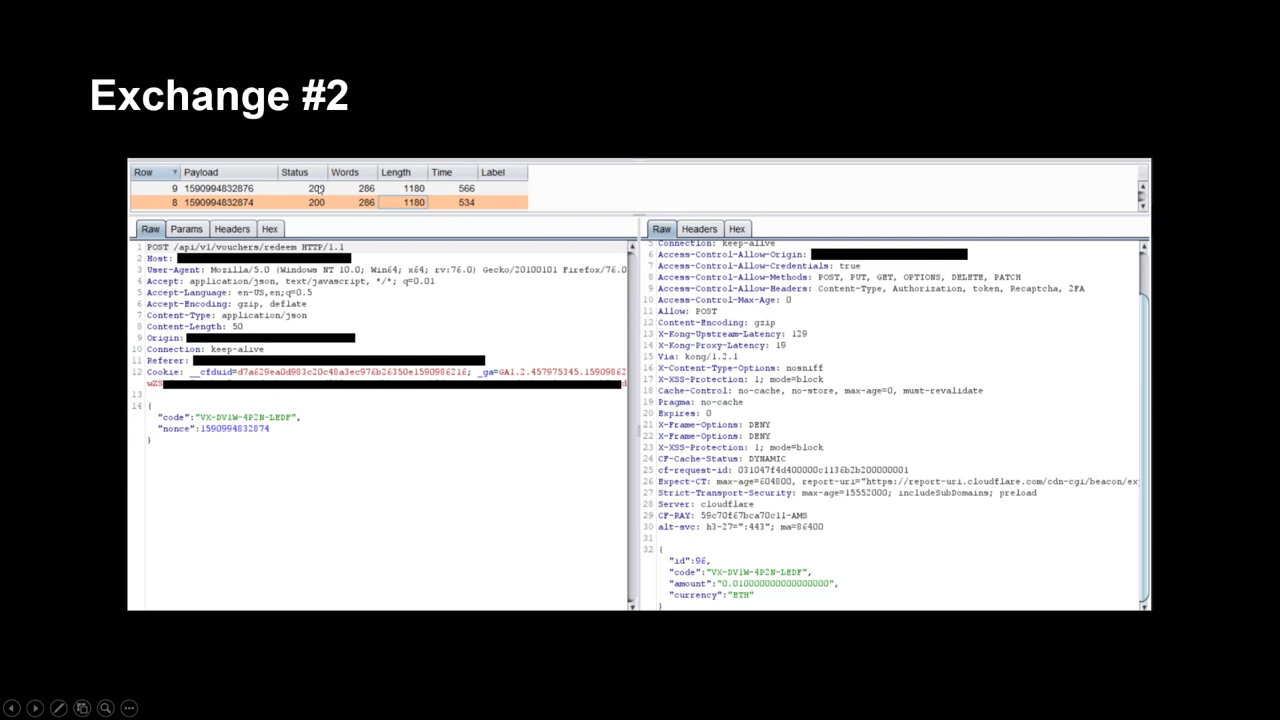 Exchange #2
Row Payload Status Words Length Time Label
9 1590994832876 200 286 1180 566
8 1590994832874 200 286 1180 534
Raw Params Headers Hex
1 POST /api/v1/vouchers/redeem HTTP/1.1
2 Host:
3 User-Agent: Mozilla/5.0 (Windows NT 10.0; Win64; x64; rv:76.0) Gecko/20100101 Firefox/76.0
4 Accept: application/json, text/javascript, */*; q=0.01
5 Accept-Language: en-US,en;q=0.5
6 Accept-Encoding: gzip, deflate
7 Content-Type: application/json
8 Content-Length: 50
9 Origin:
10 Connection: keep-alive
11 Referer:
12 Cookie: __cfduid=d7a629ea0d983c20c48a3ec976b26350e1590986216; _ga=GA1.2.457975345.15909862
wZS
13
14 {
"code":"VX-DV1W-4P2N-LEDF",
"nonce":1590994832874
}
Raw Headers Hex
5 Connection: keep-alive
6 Access-Control-Allow-Origin:
7 Access-Control-Allow-Credentials: true
8 Access-Control-Allow-Methods: POST, PUT, GET, OPTIONS, DELETE, PATCH
9 Access-Control-Allow-Headers: Content-Type, Authorization, token, Recaptcha, 2FA
10 Access-Control-Max-Age: 0
11 Allow: POST
12 Content-Encoding: gzip
13 X-Kong-Upstream-Latency: 129
14 X-Kong-Proxy-Latency: 19
15 Via: kong/1.2.1
16 X-Content-Type-Options: nosniff
17 X-XSS-Protection: 1; mode=block
18 Cache-Control: no-cache, no-store, max-age=0, must-revalidate
19 Pragma: no-cache
20 Expires: 0
21 X-Frame-Options: DENY
22 X-Frame-Options: DENY
23 X-XSS-Protection: 1; mode=block
24 CF-Cache-Status: DYNAMIC
25 cf-request-id: 031047f4d400000c1136b2b200000001
26 Expect-CT: max-age=604800, report-uri="https://report-uri.cloudflare.com/cdn-cgi/beacon/ex
27 Strict-Transport-Security: max-age=15552000; includeSubDomains; preload
28 Server: cloudflare
29 CF-RAY: 59c70f67bca70c11-AMS
30 alt-svc: h3-27=":443"; ma=86400
31
32 {
"id":96,
"code":"VX-DV1W-4P2N-LEDF",
"amount":"0.010000000000000000",
"currency":"ETH"
}